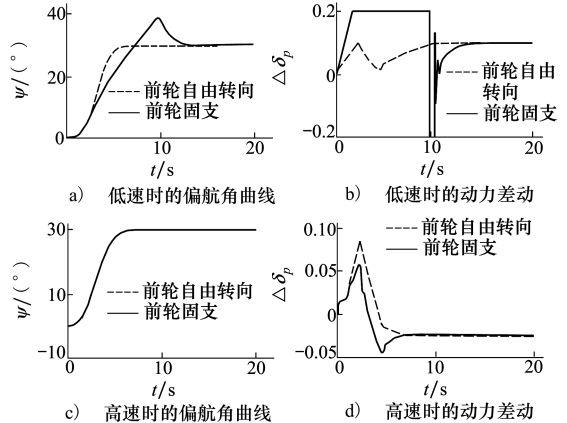 40
20
0
ψ/(°)
前轮自由转向
前轮固支
0
10
20
t/s
a) 低速时的偏航角曲线
0.2
0
−0.2
Δδp
前轮自由
转向
前轮固支
0
10
20
t/s
b) 低速时的动力差动
30
10
−10
ψ/(°)
前轮自由转向
前轮固支
0
10
20
t/s
c) 高速时的偏航角曲线
0.10
0.05
0
−0.05
Δδp
前轮自由转向
前轮固支
0
10
20
t/s
d) 高速时的动力差动